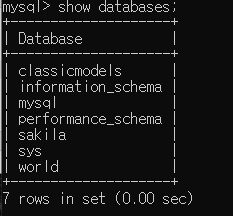 mysql> show databases;
+--------------------+
| Database           |
+--------------------+
| classicmodels      |
| information_schema |
| mysql              |
| performance_schema |
| sakila             |
| sys                |
| world              |
+--------------------+
7 rows in set (0.00 sec)